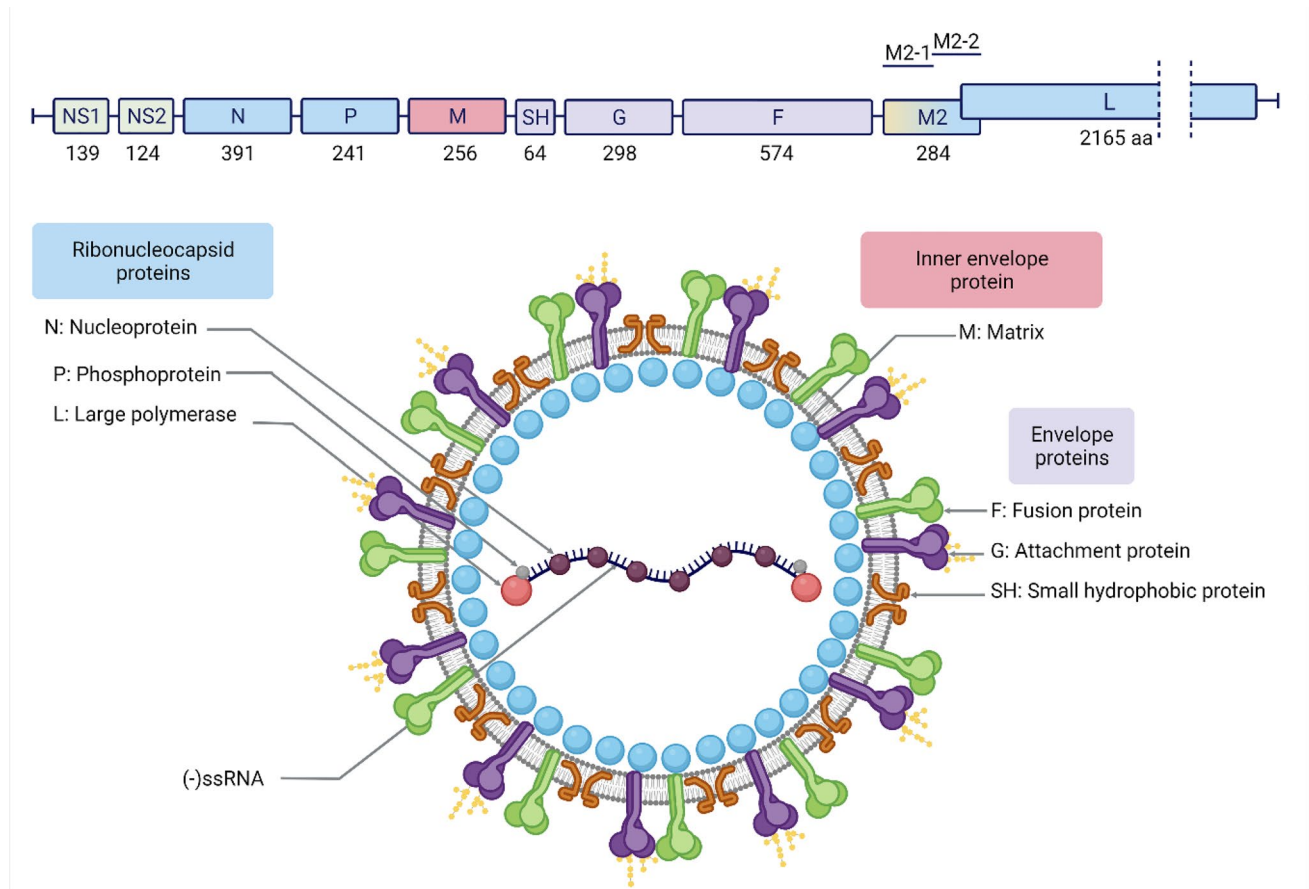 M2-1 M2-2
NS1 NS2 N P M SH G F M2 L
139 124 391 241 256 64 298 574 284 2165 aa
Ribonucleocapsid
proteins
N: Nucleoprotein
P: Phosphoprotein
L: Large polymerase
(-)ssRNA
Inner envelope
protein
M: Matrix
Envelope
proteins
F: Fusion protein
G: Attachment protein
SH: Small hydrophobic protein